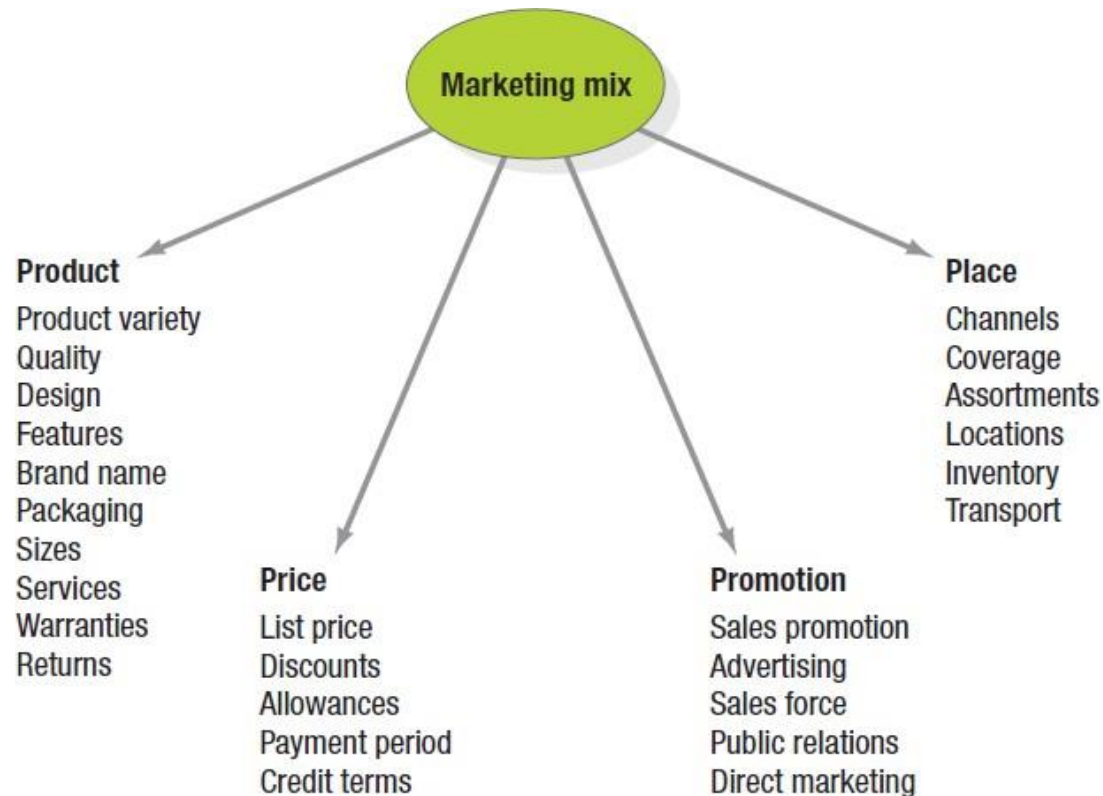 Marketing mix
Product
Product variety
Quality
Design
Features
Brand name
Packaging
Sizes
Services
Warranties
Returns
Price
List price
Discounts
Allowances
Payment period
Credit terms
Promotion
Sales promotion
Advertising
Sales force
Public relations
Direct marketing
Place
Channels
Coverage
Assortments
Locations
Inventory
Transport